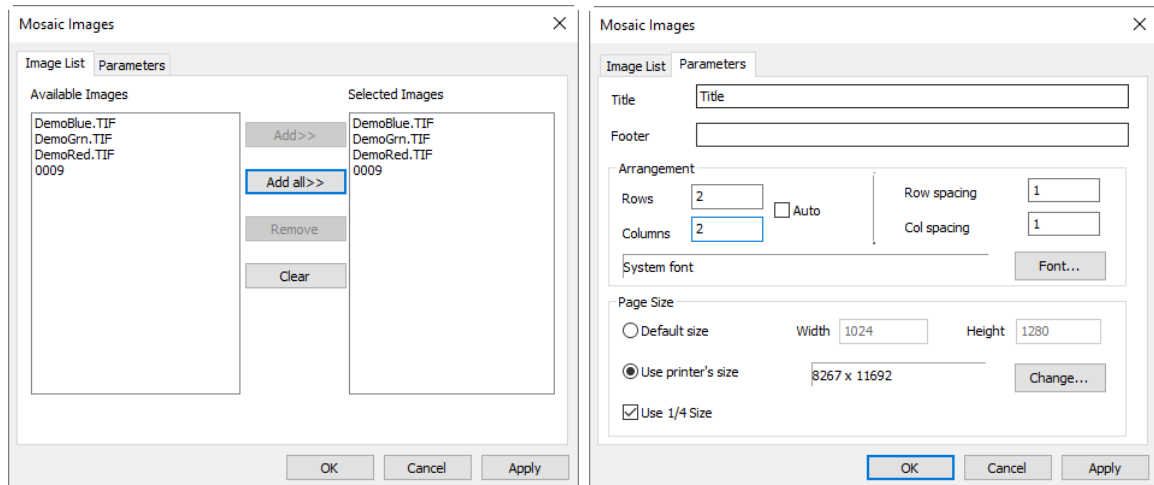 Mosaic Images
Image List Parameters
Available Images Selected Images
DemoBlue.TIF
DemoGrn.TIF
DemoRed.TIF
0009
Add>>
Add all>>
Remove
Clear
DemoBlue.TIF
DemoGrn.TIF
DemoRed.TIF
0009
OK Cancel Apply
Mosaic Images
Image List Parameters
Title Title
Footer
Arrangement
Rows 2
Columns 2
Auto
Row spacing 1
Col spacing 1
System font Font...
Page Size
Default size Width 1024 Height 1280
Use printer's size 8267 x 11692 Change...
Use 1/4 Size
OK Cancel Apply